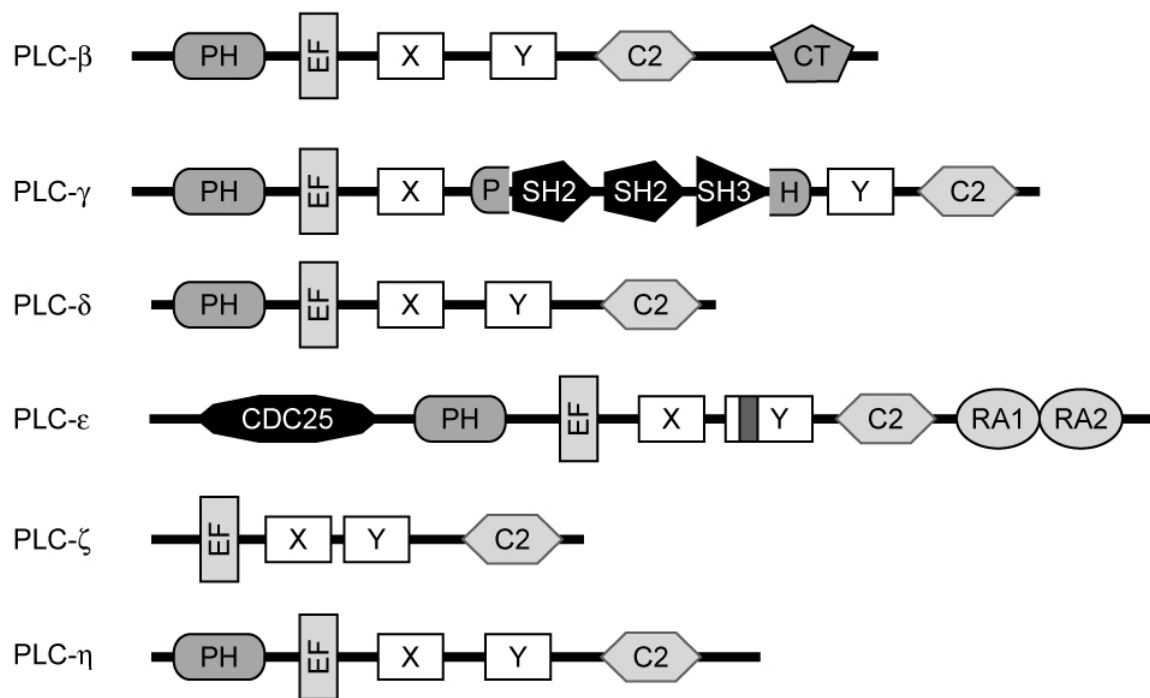 PLC-β PH EF X Y C2 CT
PLC-γ PH EF X P SH2 SH2 SH3 H Y C2
PLC-δ PH EF X Y C2
PLC-ε CDC25 PH EF X Y C2 RA1 RA2
PLC-ζ EF X Y C2
PLC-η PH EF X Y C2